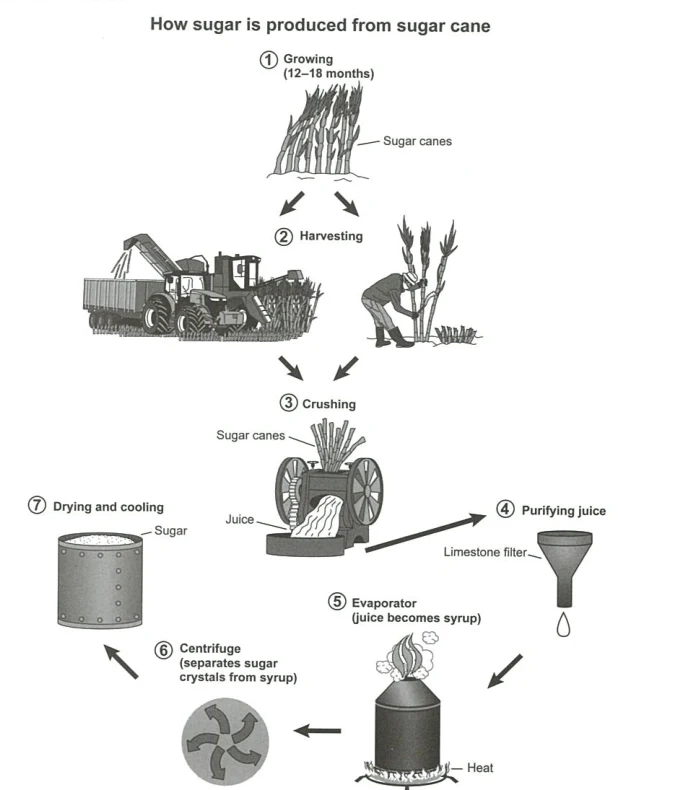 How sugar is produced from sugar cane
1 Growing
(12–18 months)
Sugar canes
2 Harvesting
3 Crushing
Sugar canes
Juice
4 Purifying juice
Limestone filter
5 Evaporator
(juice becomes syrup)
Heat
6 Centrifuge
(separates sugar
crystals from syrup)
7 Drying and cooling
Sugar